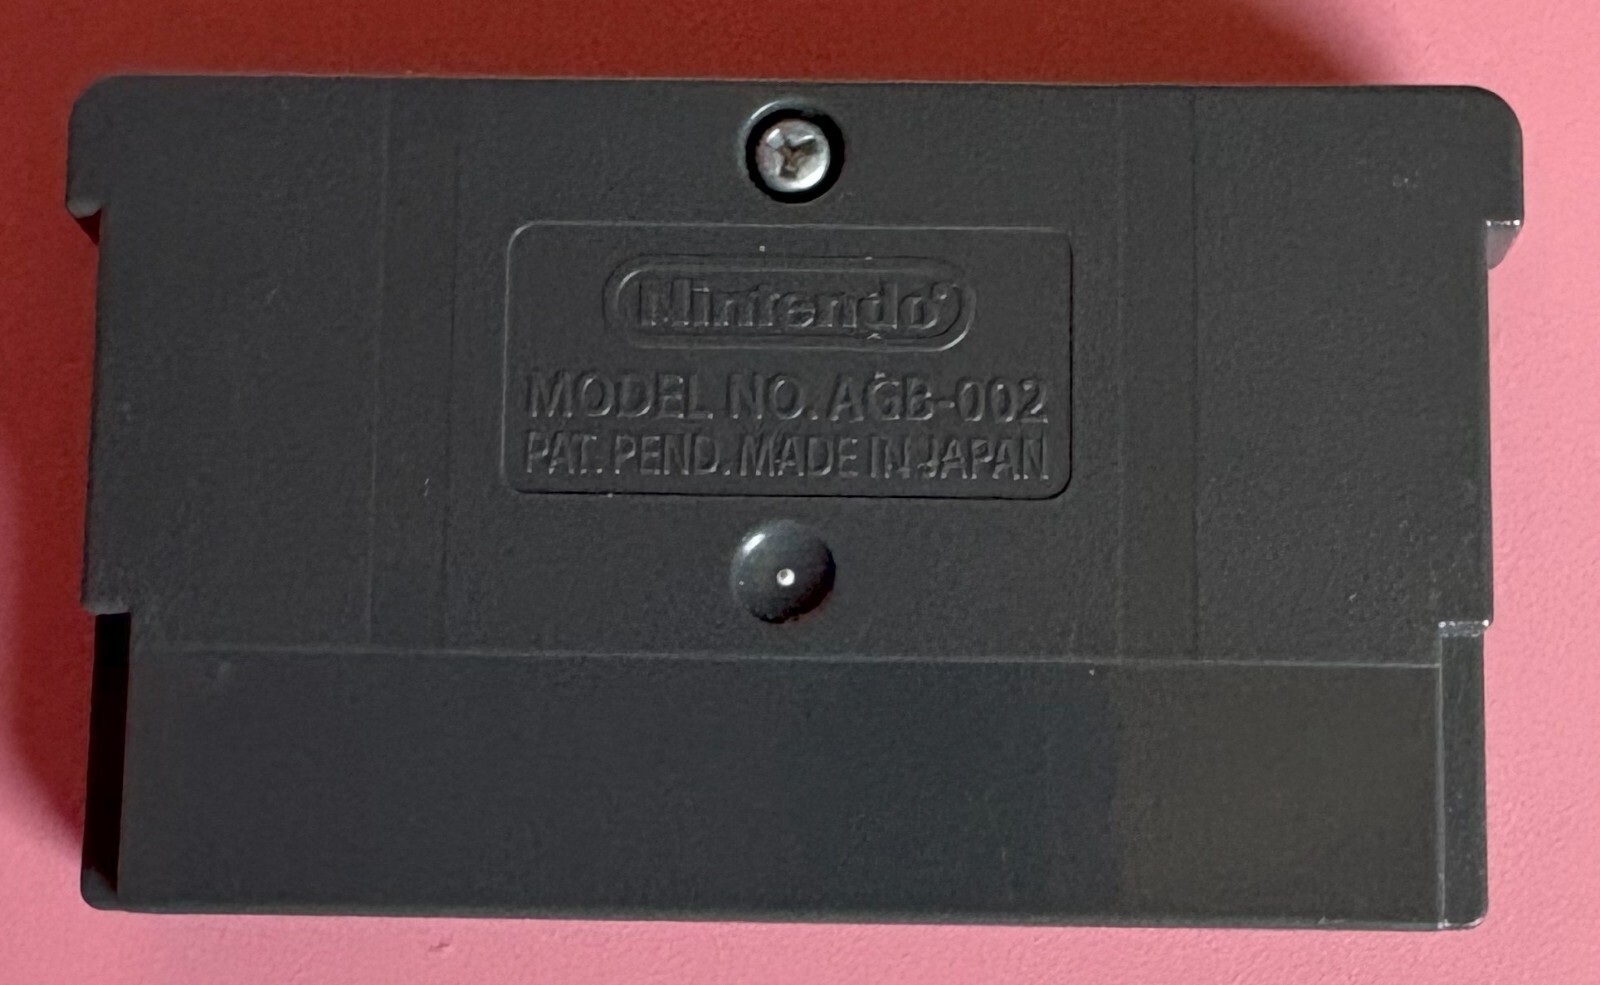 Nintendo®
MODEL NO. AGB-002
PAT. PEND. MADE IN JAPAN